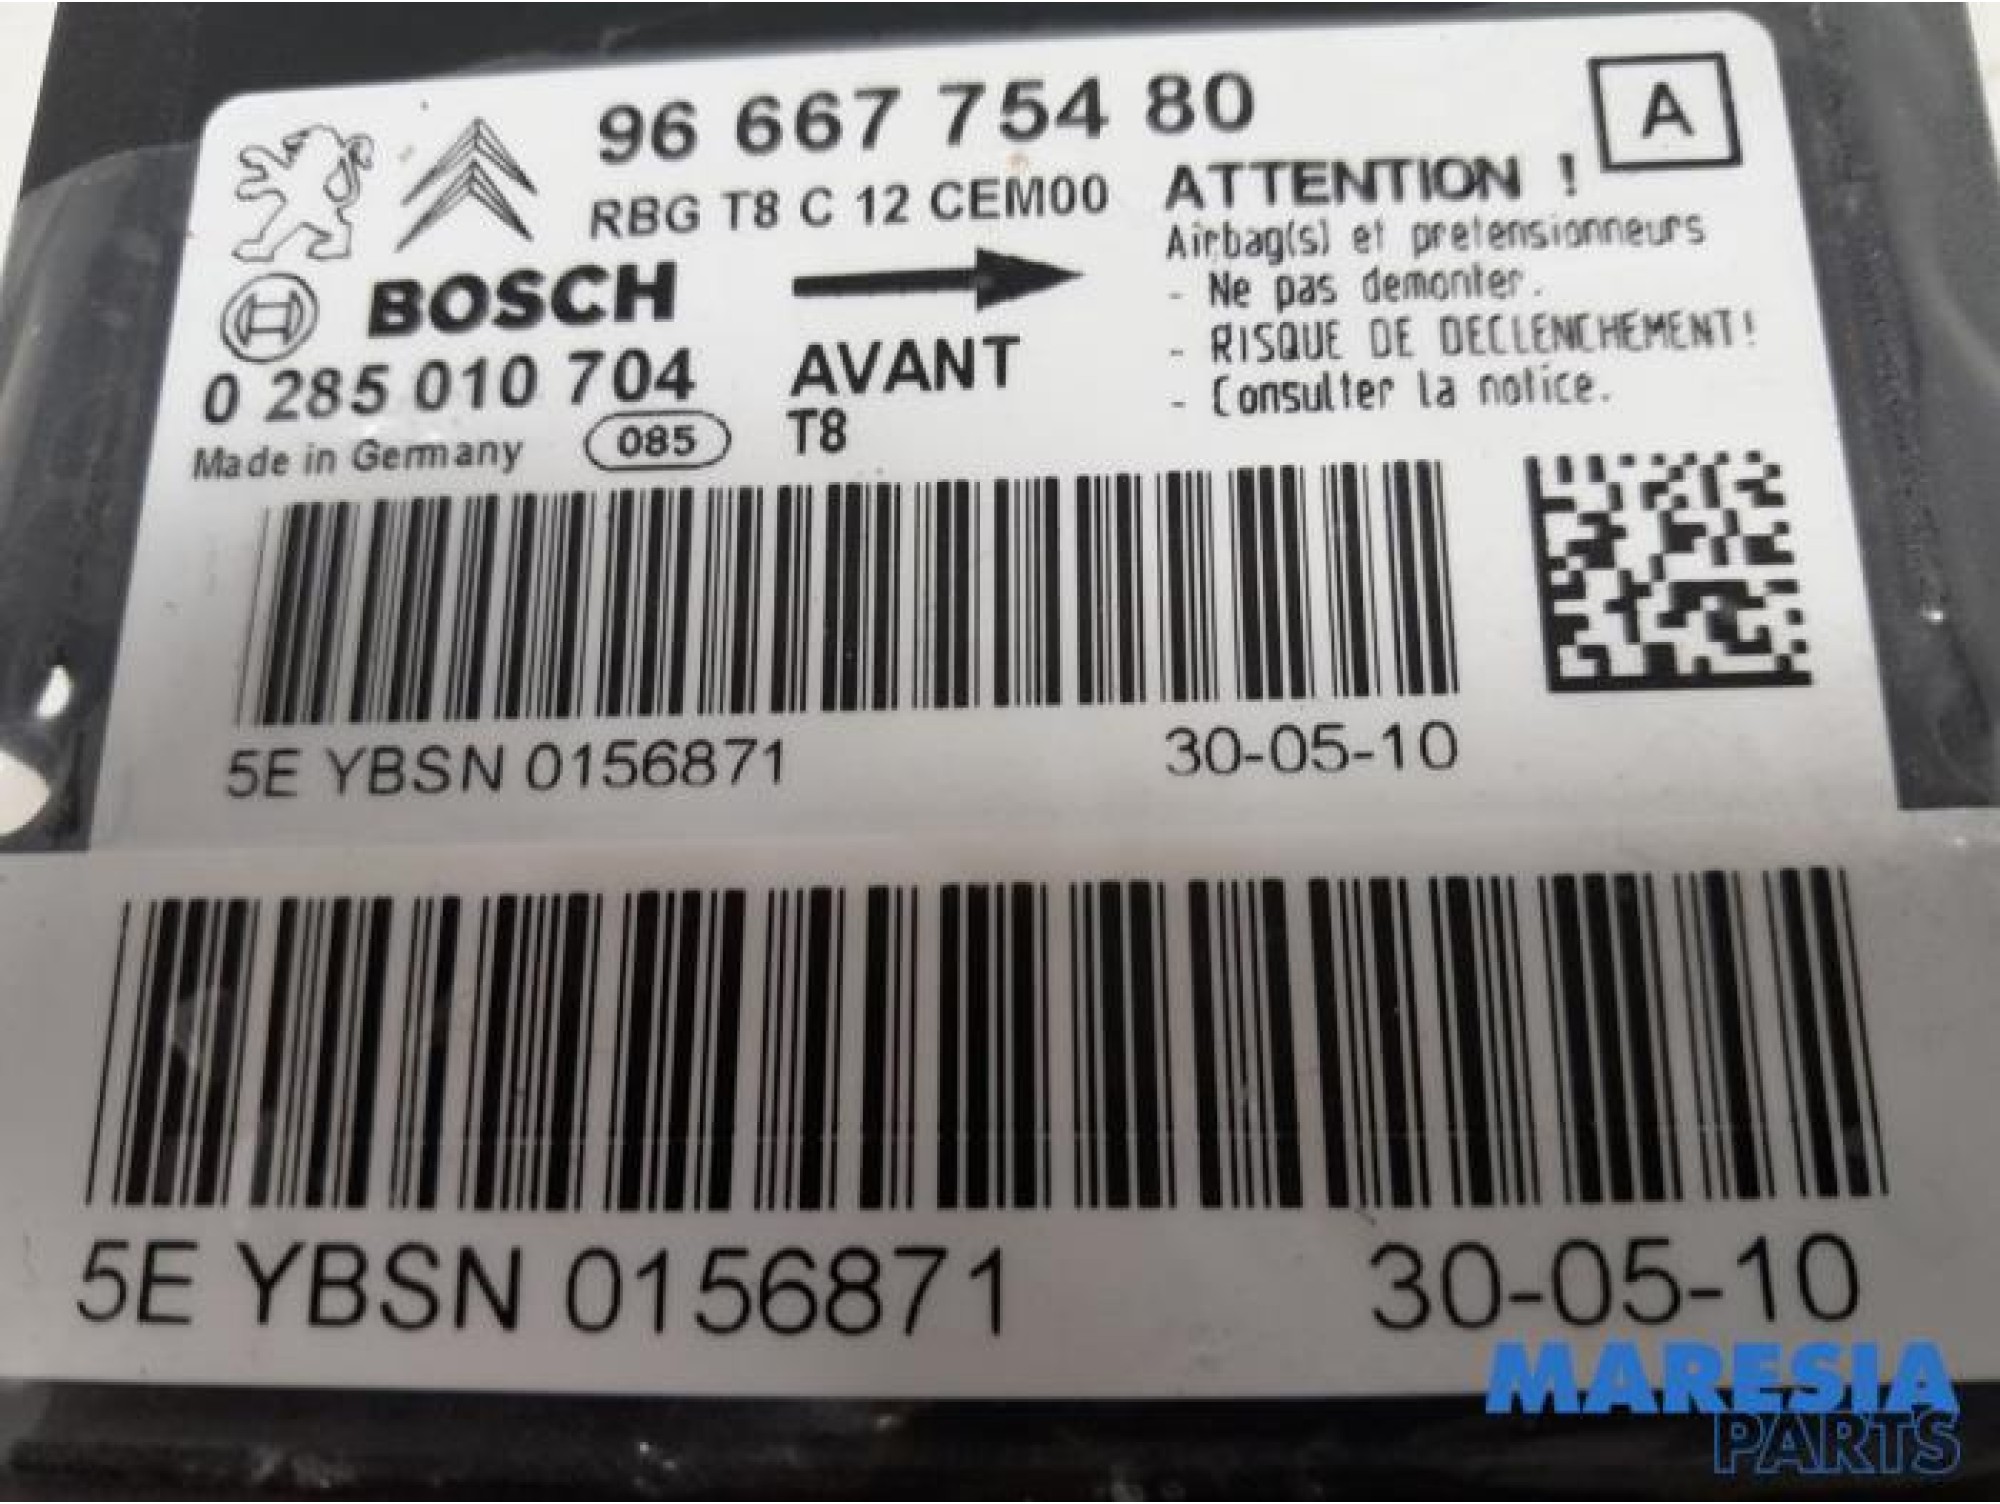 96 667 754 80
A
RBG T8 C 12 CEM00
ATTENTION !
Airbag(s) et pretensionneurs
- Ne pas demonter.
- RISQUE DE DECLENCHEMENT!
- Consulter la notice.
BOSCH
0 285 010 704
AVANT
Made in Germany
085
T8
5E YBSN 0156871
30-05-10
5E YBSN 0156871
30-05-10
MARESIA
PARTS